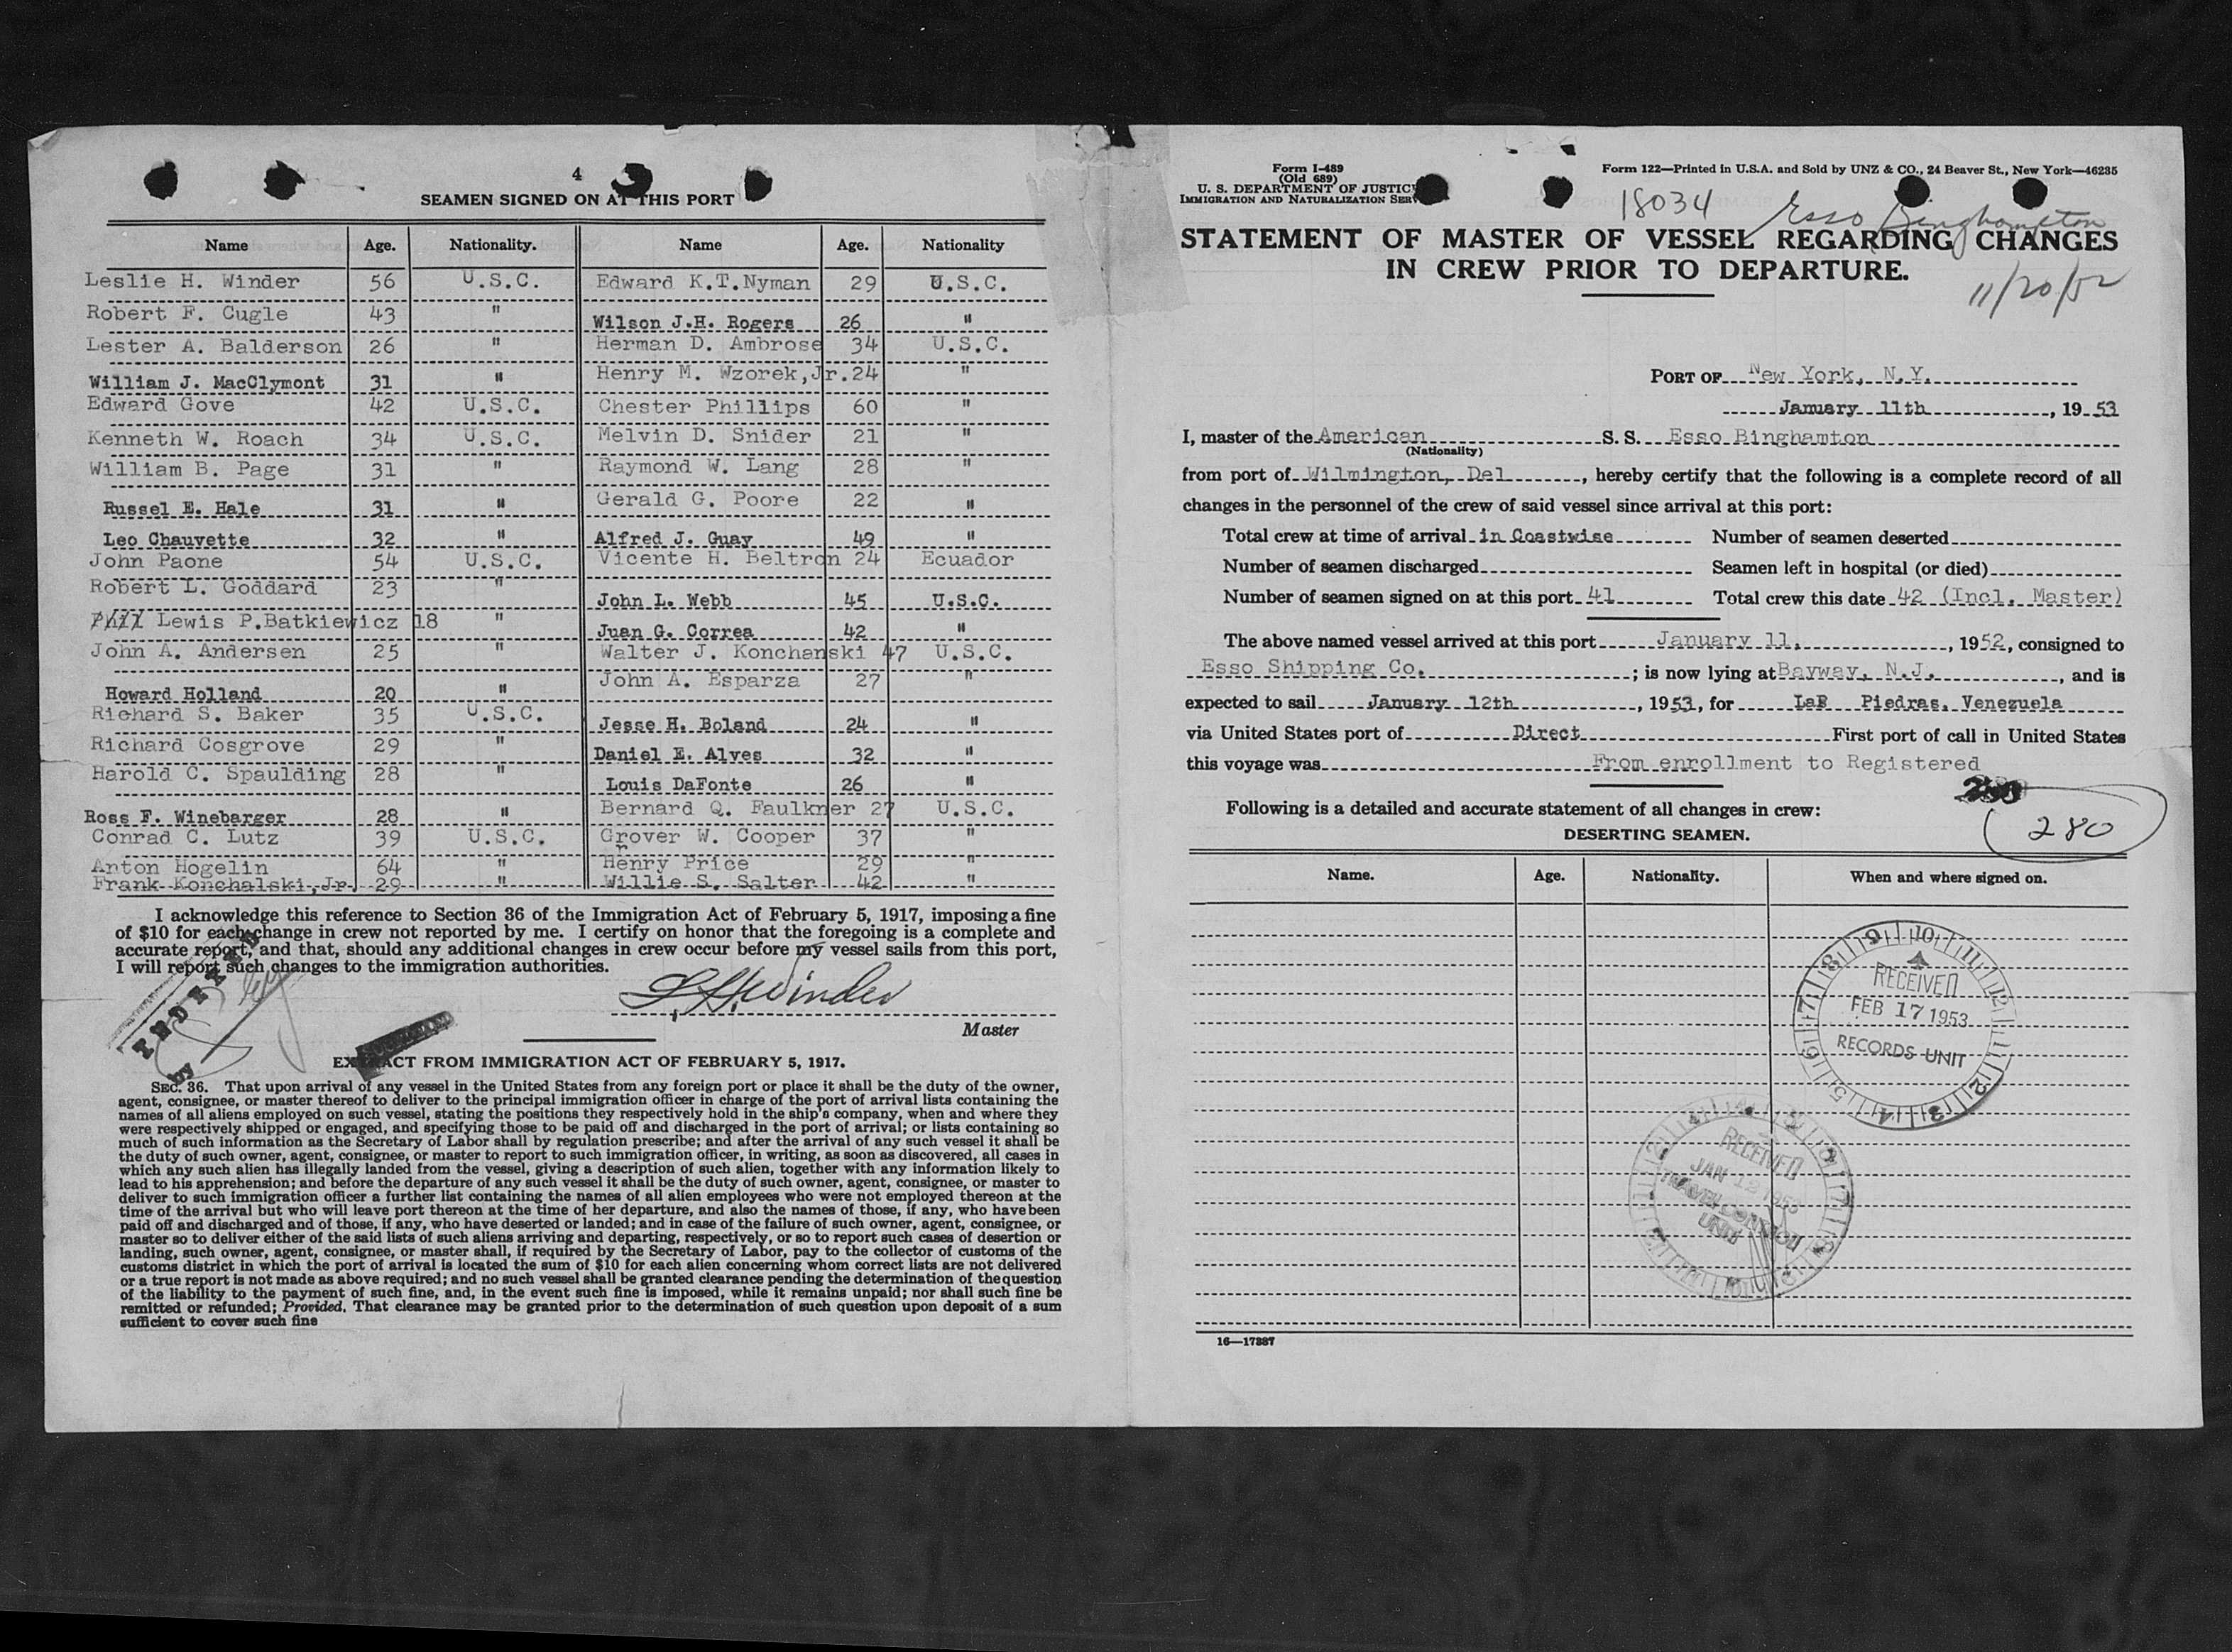 4
SEAMEN SIGNED ON AT THIS PORT
Name Age. Nationality. Name Age. Nationality
Leslie H. Winder 56 U.S.C. Edward K.T.Nyman 29 U.S.C.
Robert F. Cugle 43 " Wilson J.H. Rogers 26 "
Lester A. Balderson 26 " Herman D. Ambrose 34 U.S.C.
William J. MacClymont 31 " Henry M. Wzorek,Jr. 24 "
Edward Gove 42 U.S.C. Chester Phillips 60 "
Kenneth W. Roach 34 U.S.C. Melvin D. Snider 21 "
William B. Page 31 " Raymond W. Lang 28 "
Russel E. Hale 31 " Gerald G. Poore 22 "
Leo Chauvette 32 " Alfred J. Guay 49 "
John Paone 54 U.S.C. Vicente H. Beltron 24 Ecuador
Robert L. Goddard 23 " John L. Webb 45 U.S.C.
Lewis P.Batkiewicz 18 " Juan G. Correa 42 "
John A. Andersen 25 " Walter J. Konchanski 47 U.S.C.
Howard Holland 20 " John A. Esparza 27 "
Richard S. Baker 35 U.S.C. Jesse H. Boland 24 "
Richard Cosgrove 29 " Daniel E. Alves 32 "
Harold C. Spaulding 28 " Louis DaFonte 26 "
Ross F. Winebarger 28 " Bernard Q. Faulkner 27 U.S.C.
Conrad C. Lutz 39 U.S.C. Grover W. Cooper 37 "
Anton Hogelin 64 " Henry Price 29 "
Frank Konchalski,Jr. 29 " Willie S. Salter 42 "
I acknowledge this reference to Section 36 of the Immigration Act of February 5, 1917, imposing a fine
of $10 for each change in crew not reported by me. I certify on honor that the foregoing is a complete and
accurate report, and that, should any additional changes in crew occur before my vessel sails from this port,
I will report such changes to the immigration authorities.
INDEXED
by
L H Winder
Master
EXTRACT FROM IMMIGRATION ACT OF FEBRUARY 5, 1917.
SEC. 36. That upon arrival of any vessel in the United States from any foreign port or place it shall be the duty of the owner,
agent, consignee, or master thereof to deliver to the principal immigration officer in charge of the port of arrival lists containing the
names of all aliens employed on such vessel, stating the positions they respectively hold in the ship's company, when and where they
were respectively shipped or engaged, and specifying those to be paid off and discharged in the port of arrival; or lists containing so
much of such information as the Secretary of Labor shall by regulation prescribe; and after the arrival of any such vessel it shall be
the duty of such owner, agent, consignee, or master to report to such immigration officer, in writing, as soon as discovered, all cases in
which any such alien has illegally landed from the vessel, giving a description of such alien, together with any information likely to
lead to his apprehension; and before the departure of any such vessel it shall be the duty of such owner, agent, consignee, or master to
deliver to such immigration officer a further list containing the names of all alien employees who were not employed thereon at the
time of the arrival but who will leave port thereon at the time of her departure, and also the names of those, if any, who have been
paid off and discharged and of those, if any, who have deserted or landed; and in case of the failure of such owner, agent, consignee, or
master so to deliver either of the said lists of such aliens arriving and departing, respectively, or so to report such cases of desertion or
landing, such owner, agent, consignee, or master shall, if required by the Secretary of Labor, pay to the collector of customs of the
customs district in which the port of arrival is located the sum of $10 for each alien concerning whom correct lists are not delivered
or a true report is not made as above required; and no such vessel shall be granted clearance pending the determination of the question
of the liability to the payment of such fine, and, in the event such fine is imposed, while it remains unpaid; nor shall such fine be
remitted or refunded; Provided, That clearance may be granted prior to the determination of such question upon deposit of a sum
sufficient to cover such fine
Form I-489
(Old 689)
U. S. DEPARTMENT OF JUSTICE
IMMIGRATION AND NATURALIZATION SERV
Form 122—Printed in U.S.A. and Sold by UNZ & CO., 24 Beaver St., New York—46235
18034 Esso Binghamton
STATEMENT OF MASTER OF VESSEL REGARDING CHANGES
IN CREW PRIOR TO DEPARTURE.
11/20/52
PORT OF New York, N.Y.
January 11th, 19 53
I, master of the American S. S. Esso Binghamton
(Nationality)
from port of Wilmington, Del, hereby certify that the following is a complete record of all
changes in the personnel of the crew of said vessel since arrival at this port:
Total crew at time of arrival in Coastwise Number of seamen deserted
Number of seamen discharged Seamen left in hospital (or died)
Number of seamen signed on at this port 41 Total crew this date 42 (Incl. Master)
The above named vessel arrived at this port January 11, 1952, consigned to
Esso Shipping Co.; is now lying at Bayway, N.J., and is
expected to sail January 12th, 1953, for Piedras, Venezuela
via United States port of Direct First port of call in United States
this voyage was From enrollment to Registered
Following is a detailed and accurate statement of all changes in crew:
280
DESERTING SEAMEN.
Name. Age. Nationality. When and where signed on.
RECEIVED
FEB 17 1953
RECORDS UNIT
RECEIVED
JAN 12 1953
TRAVEL CONTROL
UNIT
16—17887